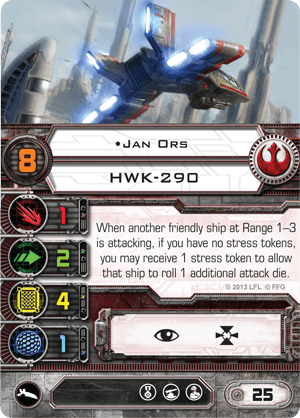 •Jan Ors
8
HWK-290
1
2
4
1
When another friendly ship at Range 1–3
is attacking, if you have no stress tokens,
you may receive 1 stress token to allow
that ship to roll 1 additional attack die.
© 2013 LFL © FFG
25